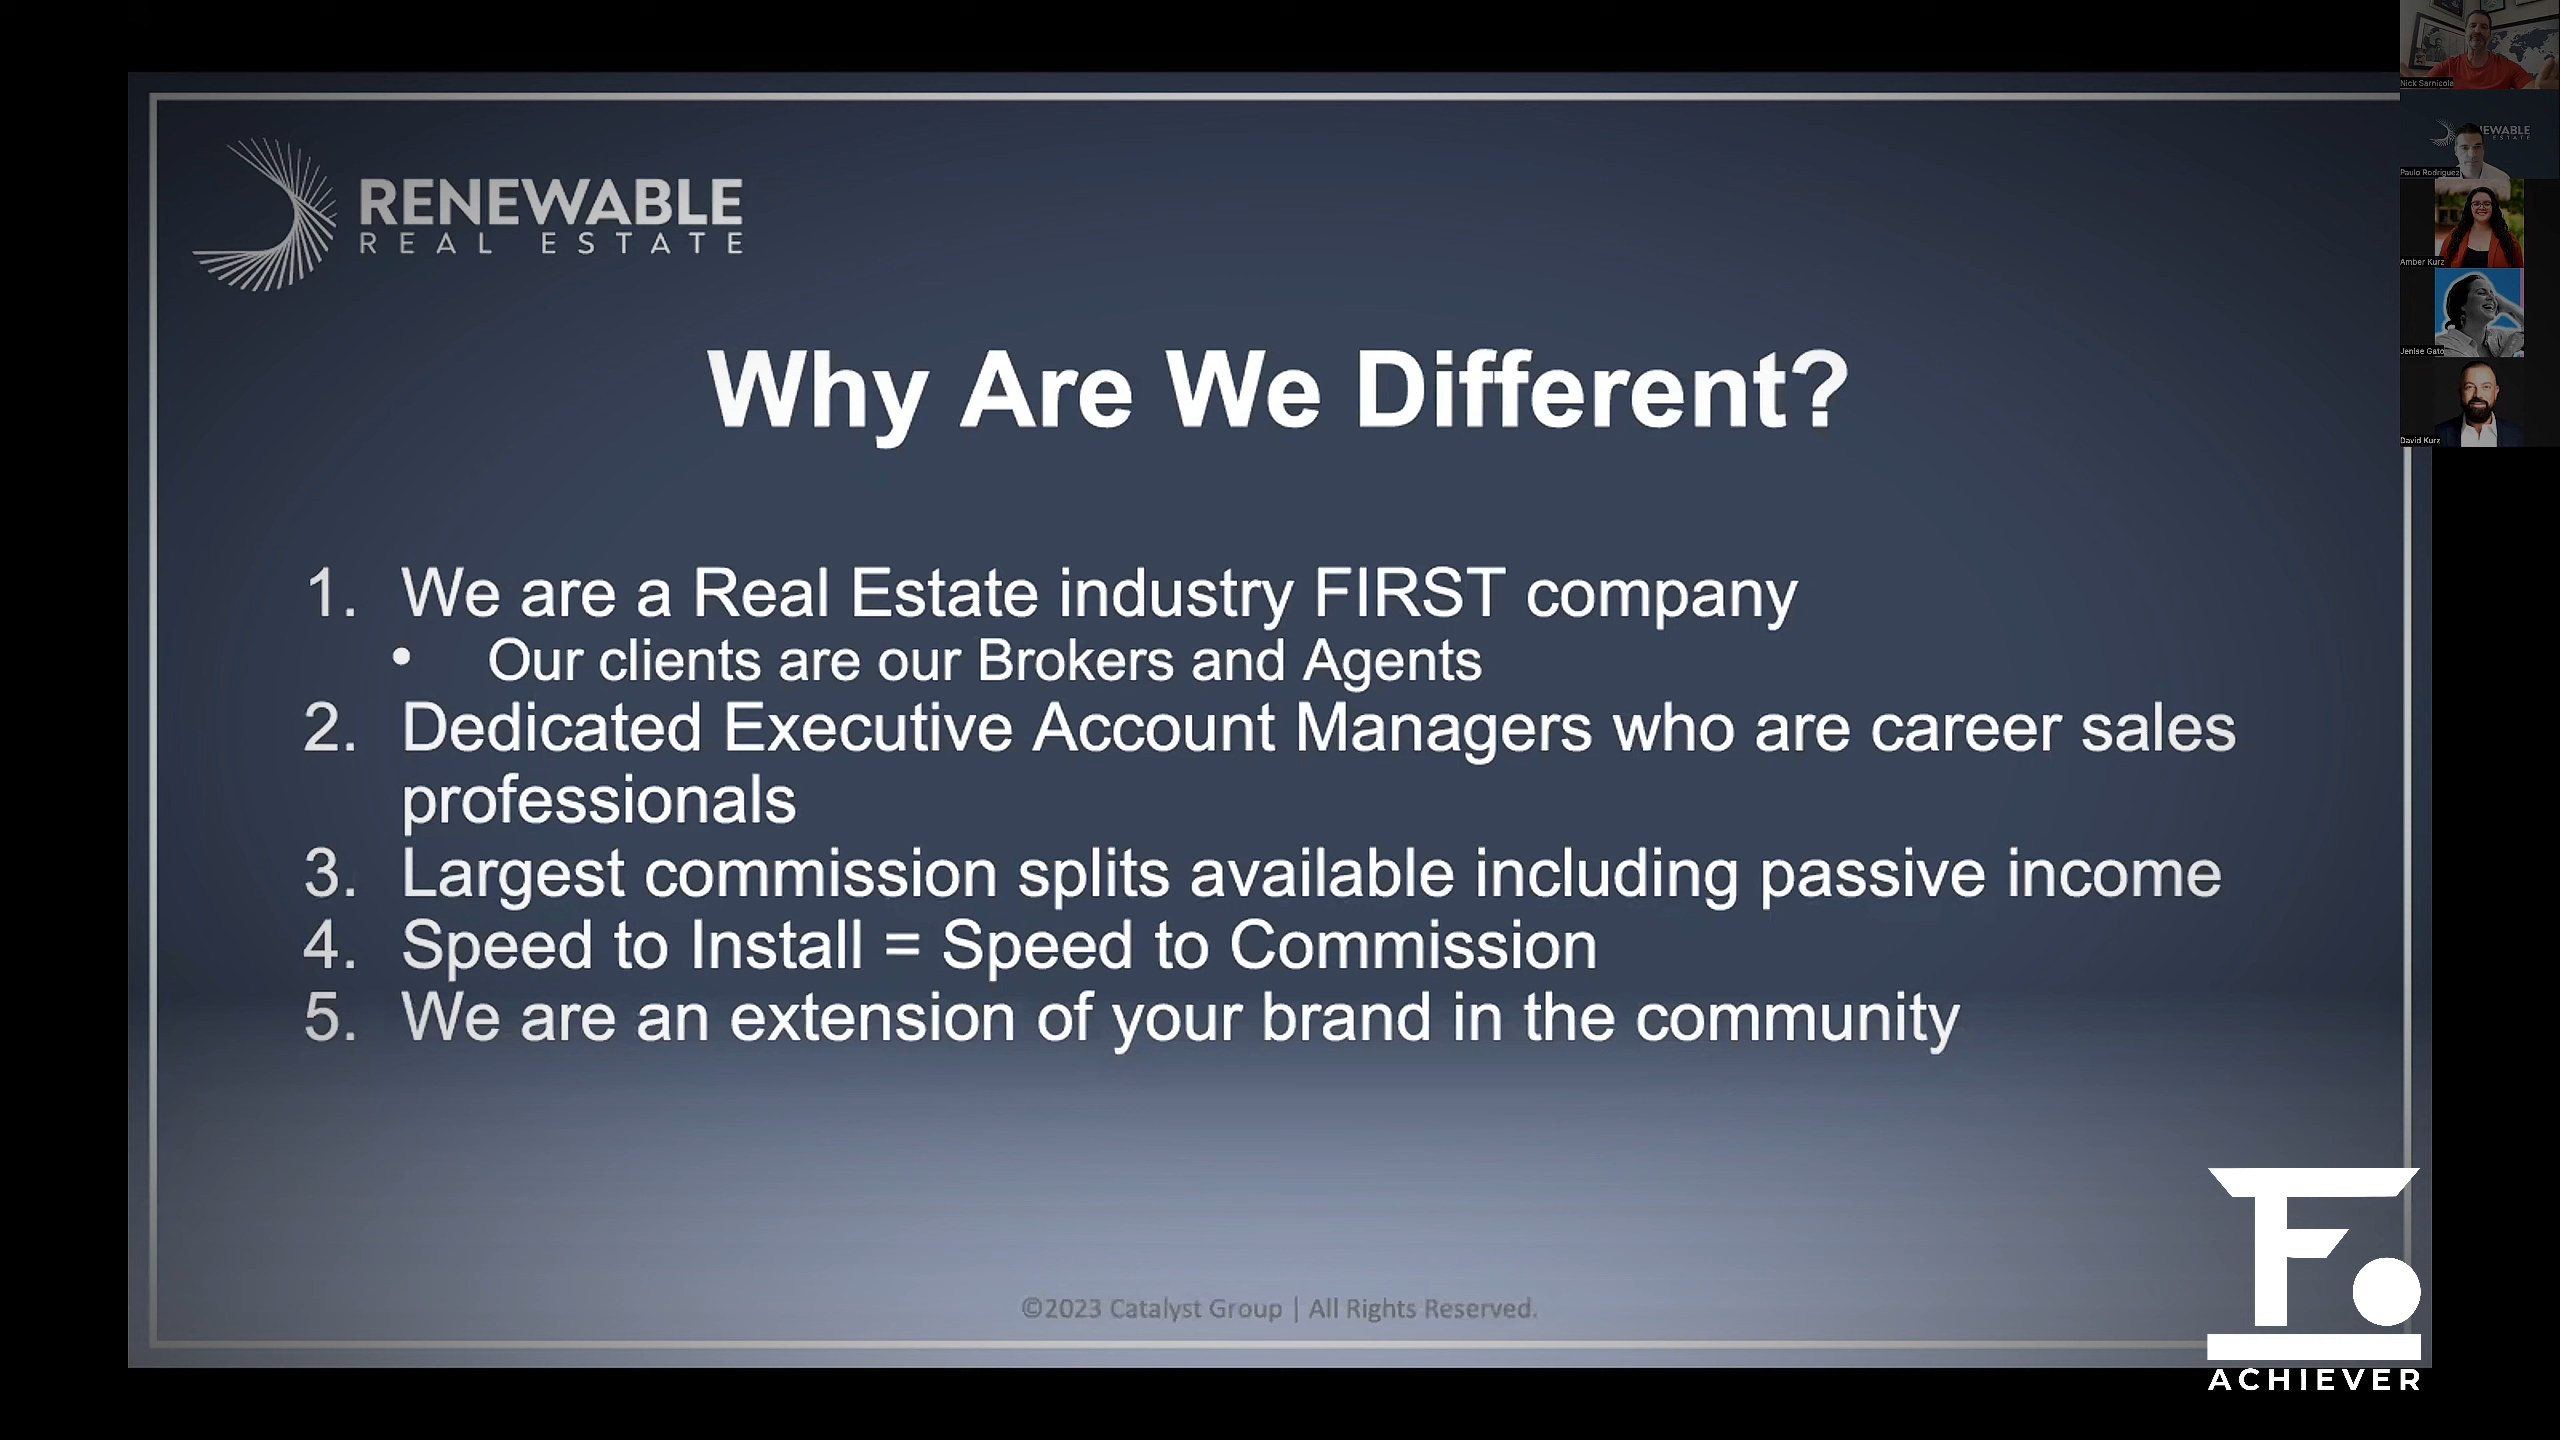 RENEWABLE
REAL ESTATE
Why Are We Different?
1. We are a Real Estate industry FIRST company
• Our clients are our Brokers and Agents
2. Dedicated Executive Account Managers who are career sales
professionals
3. Largest commission splits available including passive income
4. Speed to Install = Speed to Commission
5. We are an extension of your brand in the community
©2023 Catalyst Group | All Rights Reserved.
Nick Sarnicola
EWABLE
ESTATE
Paulo Rodriguez
Amber Kurz
Jenise Gato
David Kurz
F
ACHIEVER